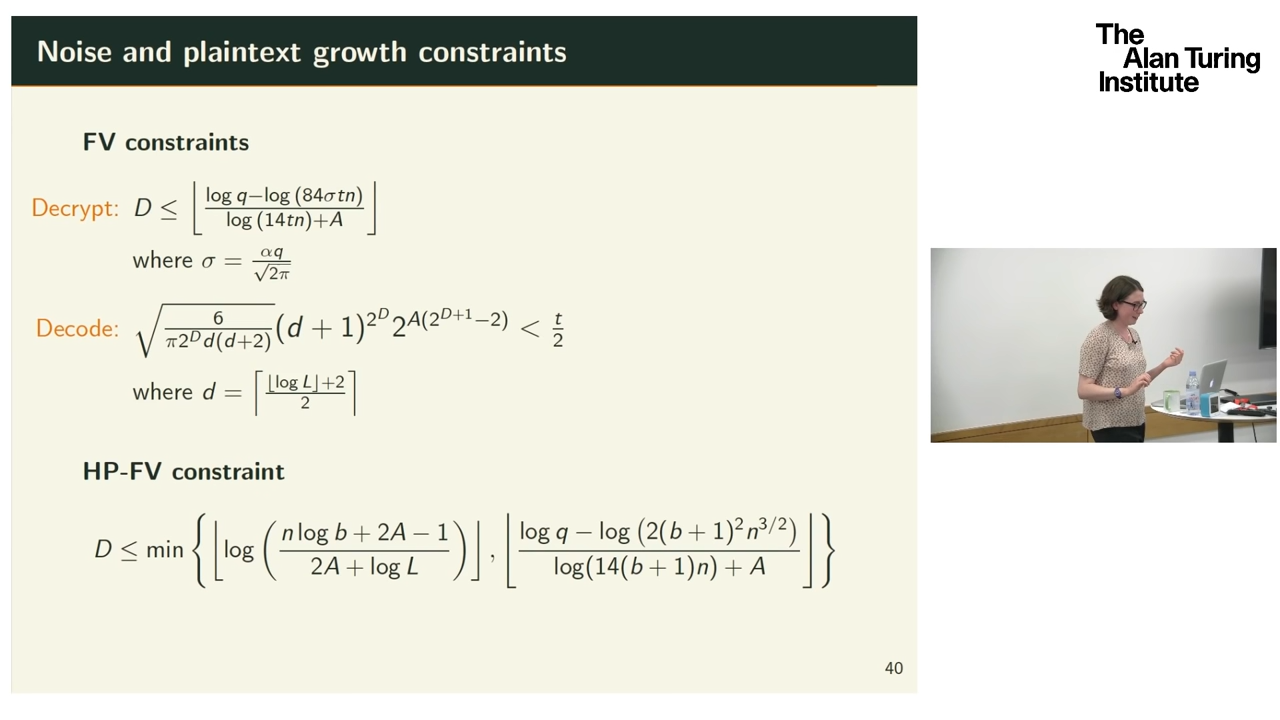 Noise and plaintext growth constraints
The
Alan Turing
Institute
FV constraints
Decrypt: D ≤ ⌊ (log q−log (84σtn)) / (log (14tn)+A) ⌋
where σ = αq / √2π
Decode: √(6 / (π2^D d(d+2))) (d + 1)^{2^D} 2^{A(2^{D+1}−2)} < t/2
where d = ⌈ (⌊log L⌋+2) / 2 ⌉
HP-FV constraint
D ≤ min { ⌊ log ( (n log b + 2A − 1) / (2A + log L) ) ⌋ , ⌊ (log q − log (2(b + 1)^2 n^{3/2})) / (log(14(b + 1)n) + A) ⌋ }
40